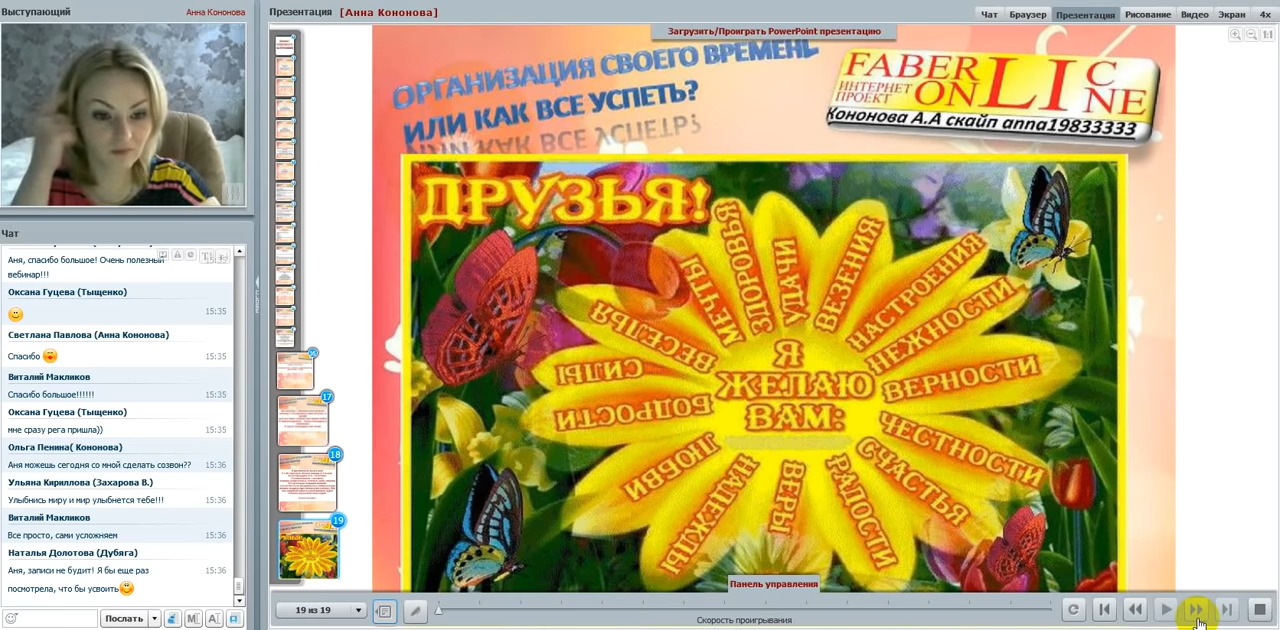 Выступающий
Анна Кононова
Чат
Аня, спасибо большое! Очень полезный
вебинар!!!
Оксана Гуцева (Тыщенко)
15:35
Светлана Павлова (Анна Кононова)
Спасибо 15:35
Виталий Макликов
Спасибо большое!!!!!! 15:35
Оксана Гуцева (Тыщенко)
мне сразу рега пришла)) 15:35
Ольга Пенина( Кононова)
Аня можешь сегодня со мной сделать созвон?? 15:36
Ульяна Кириллова (Захарова В.)
Улыбнись миру и мир улыбнется тебе!!! 15:36
Виталий Макликов
Все просто, сами усложняем 15:36
Наталья Долотова (Дубяга)
Аня, записи не будит! Я бы еще раз 15:36
посмотрела, что бы усвоить
Послать
Презентация [Анна Кононова]
Чат Браузер Презентация Рисование Видео Экран 4x
Загрузить/Проиграть PowerPoint презентацию
1:1
ОРГАНИЗАЦИЯ СВОЕГО ВРЕМЕНЬ
ИЛИ КАК ВСЕ УСПЕТЬ?
FABERLIC
ИНТЕРНЕТ ПРОЕКТ
ONLINE
Кононова А.А скайп anna19833333
ДРУЗЬЯ!
Я
ЖЕЛАЮ
ВАМ:
МЕЧТЫ
ЗДОРОВЬЯ
УДАЧИ
ВЕЗЕНИЯ
НАСТРОЕНИЯ
НЕЖНОСТИ
ВЕРНОСТИ
ЧЕСТНОСТИ
СЧАСТЬЯ
РАДОСТИ
ВЕРЫ
НАДЕЖДЫ
ЛЮБВИ
БОДРОСТИ
СИЛЫ
ВЕСЕЛЬЯ
16
17
18
19
Панель управления
19 из 19
Скорость проигрывания